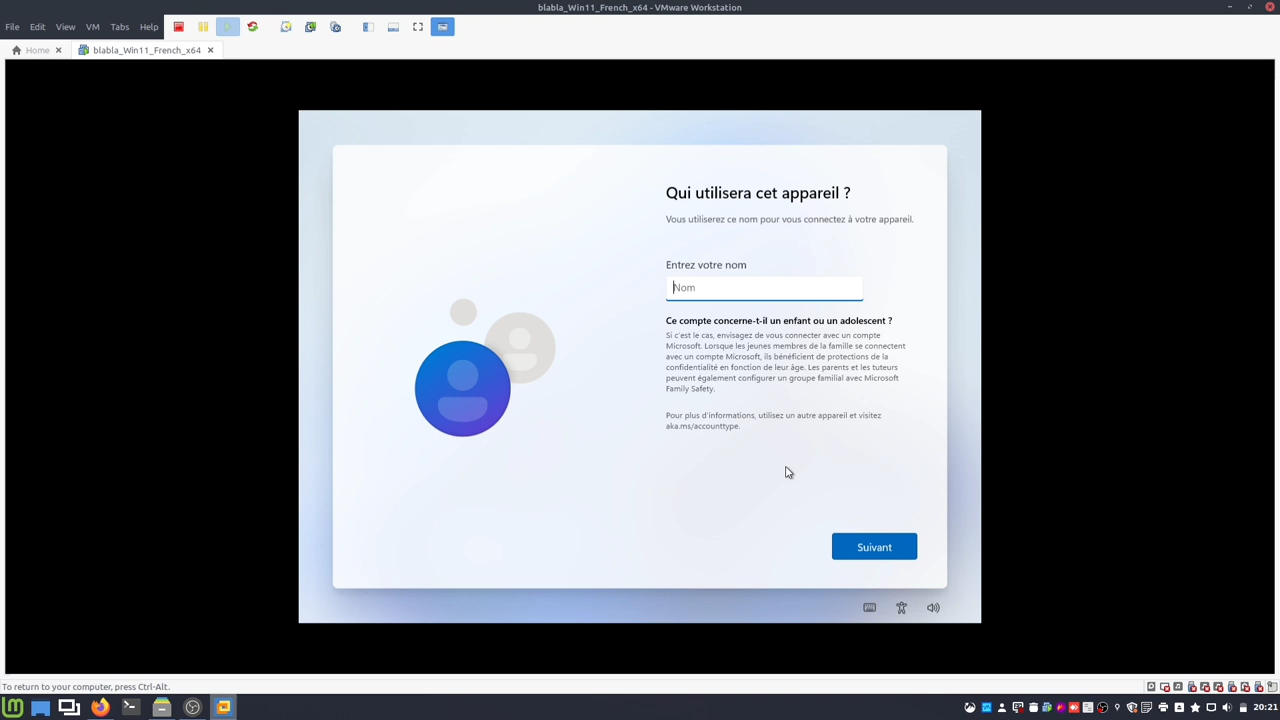 blabla_Win11_French_x64 - VMware Workstation
File Edit View VM Tabs Help
Home blabla_Win11_French_x64
Qui utilisera cet appareil ?
Vous utiliserez ce nom pour vous connectez à votre appareil.
Entrez votre nom
Nom
Ce compte concerne-t-il un enfant ou un adolescent ?
Si c'est le cas, envisagez de vous connecter avec un compte
Microsoft. Lorsque les jeunes membres de la famille se connectent
avec un compte Microsoft, ils bénéficient de protections de la
confidentialité en fonction de leur âge. Les parents et les tuteurs
peuvent également configurer un groupe familial avec Microsoft
Family Safety.
Pour plus d'informations, utilisez un autre appareil et visitez
aka.ms/accounttype.
Suivant
To return to your computer, press Ctrl-Alt.
20:21